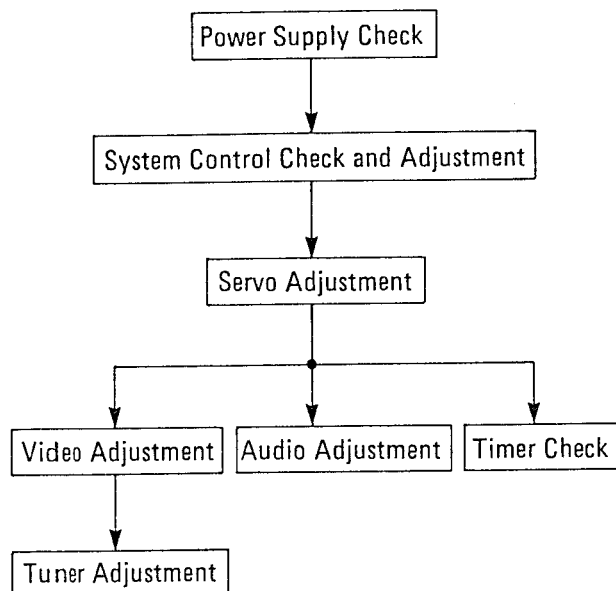 Power Supply Check
System Control Check and Adjustment
Servo Adjustment
Video Adjustment
Audio Adjustment
Timer Check
Tuner Adjustment